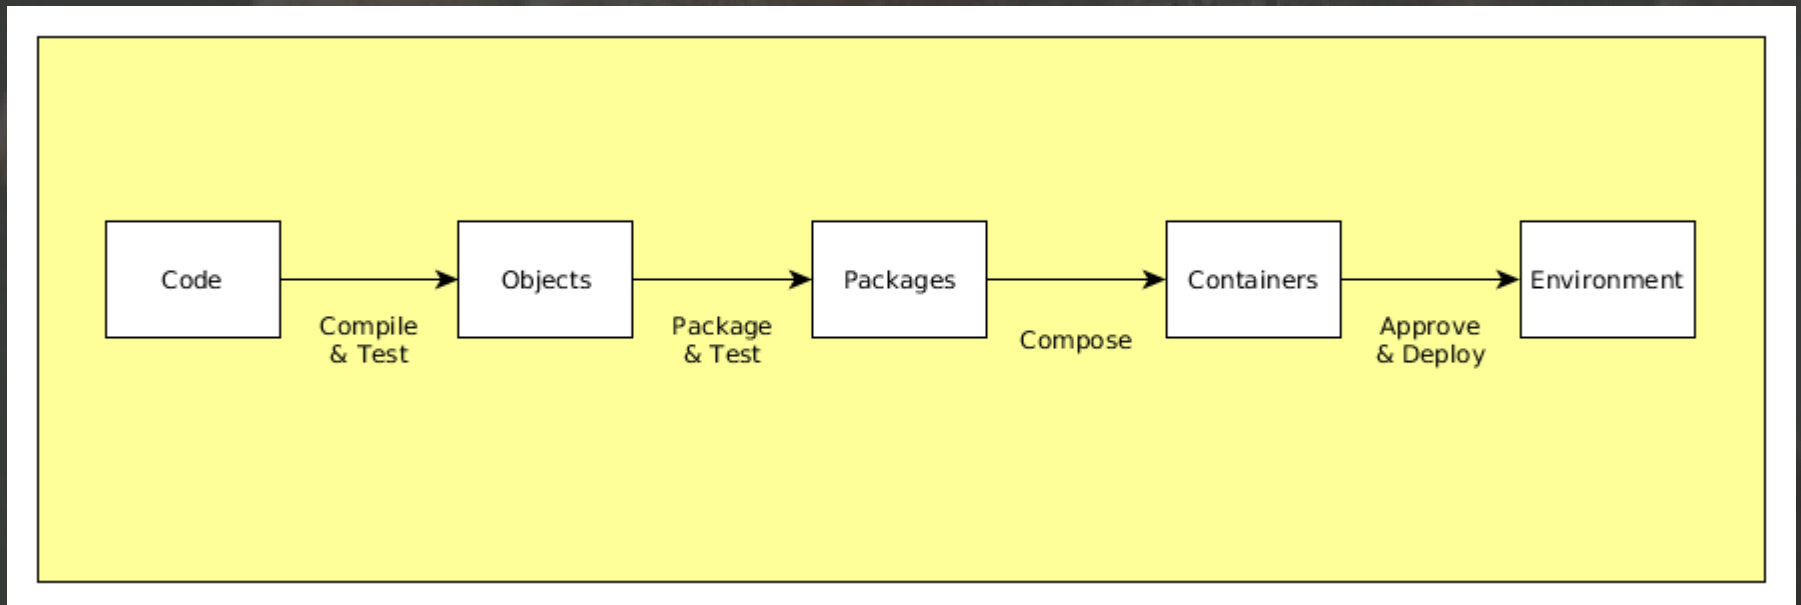 Code
Compile
& Test
Objects
Package
& Test
Packages
Compose
Containers
Approve
& Deploy
Environment